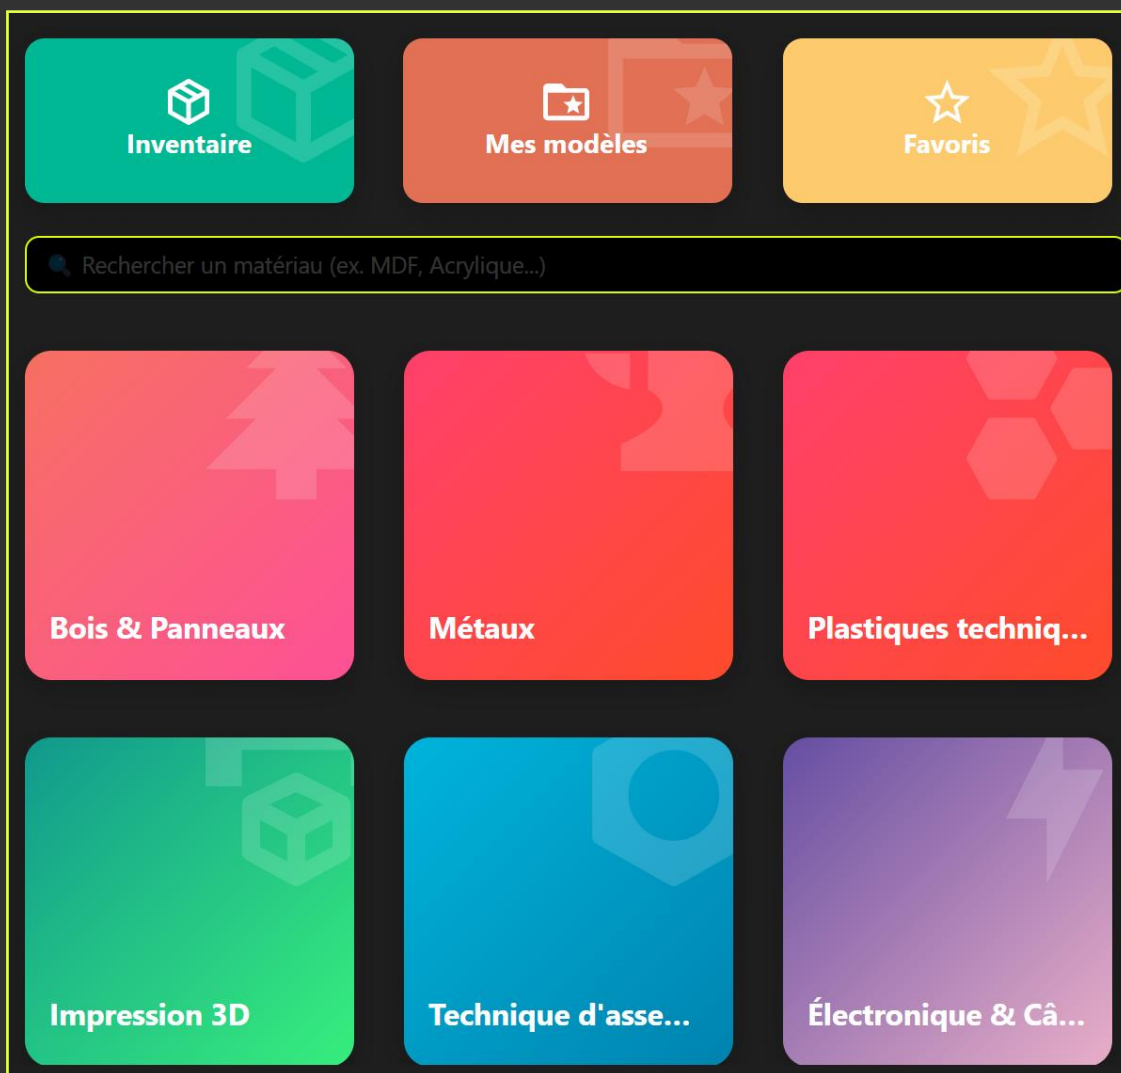 Inventaire
Mes modèles
Favoris
Rechercher un matériau (ex. MDF, Acrylique...)
Bois & Panneaux
Métaux
Plastiques techniq...
Impression 3D
Technique d'asse...
Électronique & Câ...